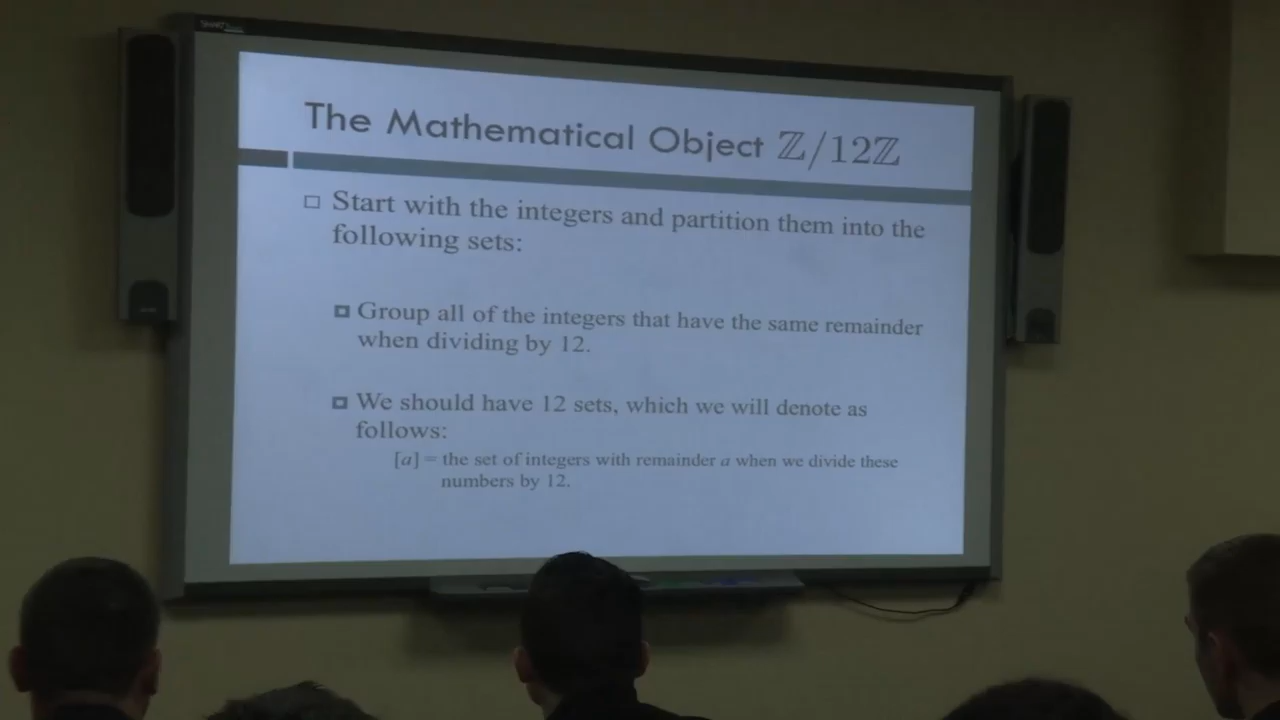 SMART
The Mathematical Object ℤ/12ℤ
Start with the integers and partition them into the
following sets:
Group all of the integers that have the same remainder
when dividing by 12.
We should have 12 sets, which we will denote as
follows:
[a] = the set of integers with remainder a when we divide these
numbers by 12.